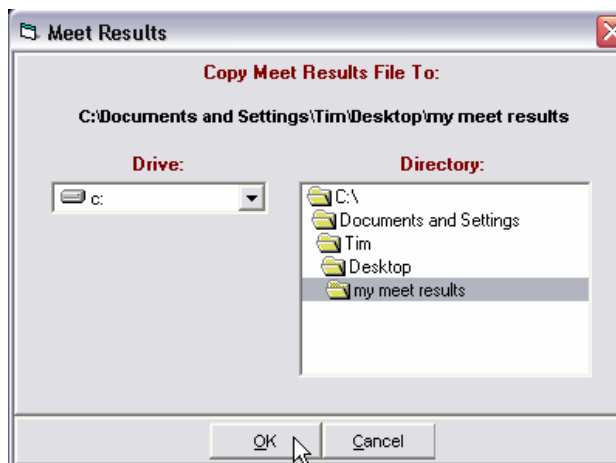 Meet Results
Copy Meet Results File To:
C:\Documents and Settings\Tim\Desktop\my meet results
Drive:
Directory:
c:
C:\
Documents and Settings
Tim
Desktop
my meet results
OK
Cancel